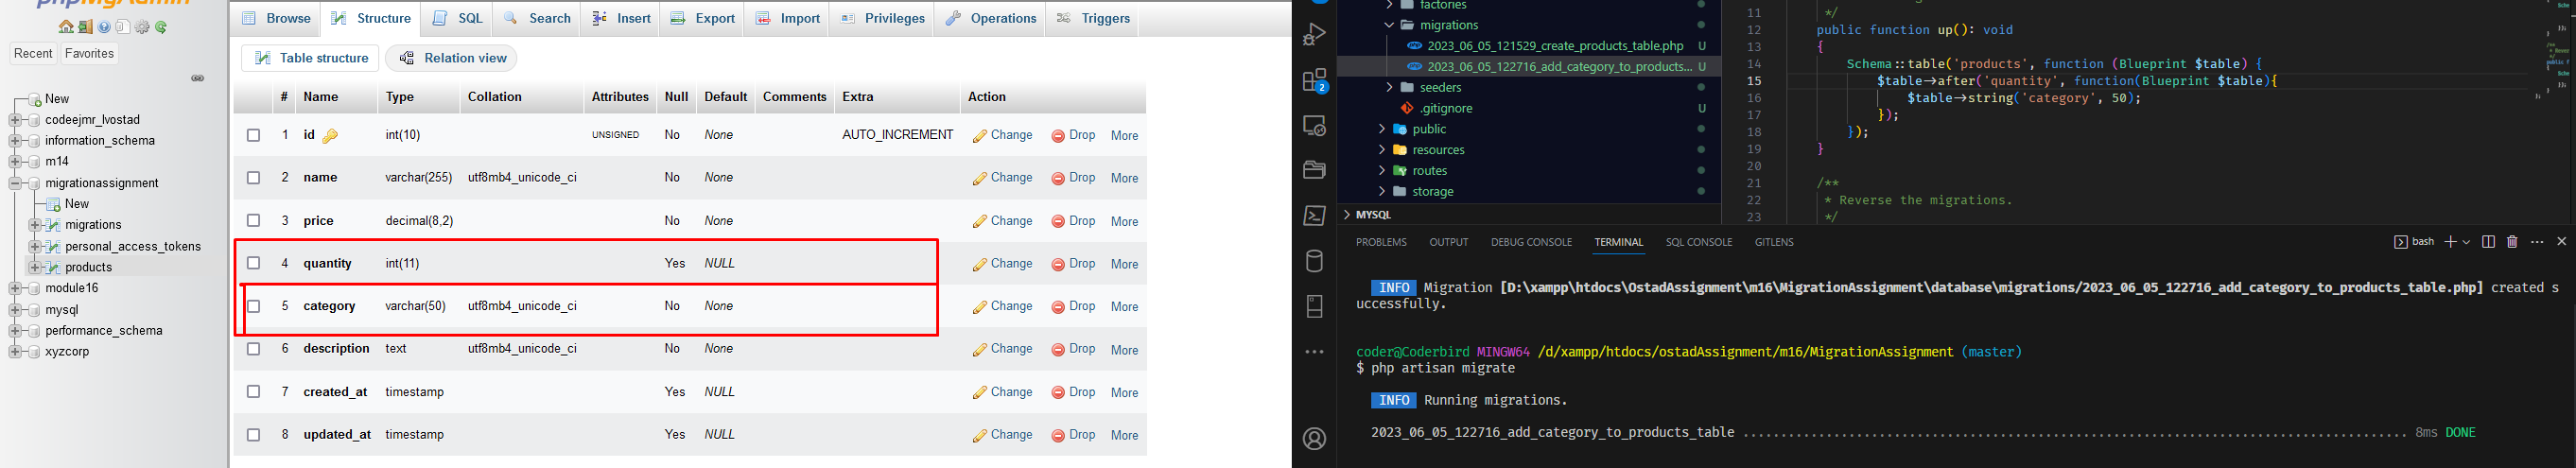 phpMyAdmin
Recent Favorites
New
codeejmr_lvostad
information_schema
m14
migrationassignment
New
migrations
personal_access_tokens
products
module16
mysql
performance_schema
xyzcorp
Browse Structure SQL Search Insert Export Import Privileges Operations Triggers
Table structure Relation view
# Name Type Collation Attributes Null Default Comments Extra Action
1 id int(10) UNSIGNED No None AUTO_INCREMENT Change Drop More
2 name varchar(255) utf8mb4_unicode_ci No None Change Drop More
3 price decimal(8,2) No None Change Drop More
4 quantity int(11) Yes NULL Change Drop More
5 category varchar(50) utf8mb4_unicode_ci No None Change Drop More
6 description text utf8mb4_unicode_ci No None Change Drop More
7 created_at timestamp Yes NULL Change Drop More
8 updated_at timestamp Yes NULL Change Drop More
2
factories
migrations
2023_06_05_121529_create_products_table.php U
2023_06_05_122716_add_category_to_products... U
seeders
.gitignore U
public
resources
routes
storage
MYSQL
11 */
12 public function up(): void
13 {
14 Schema::table('products', function (Blueprint $table) {
15 $table->after('quantity', function(Blueprint $table){
16 $table->string('category', 50);
17 });
18 });
19 }
20
21 /**
22 * Reverse the migrations.
23 */
PROBLEMS OUTPUT DEBUG CONSOLE TERMINAL SQL CONSOLE GITLENS bash
INFO Migration [D:\xampp\htdocs\OstadAssignment\m16\MigrationAssignment\database\migrations/2023_06_05_122716_add_category_to_products_table.php] created s
uccessfully.
coder@Coderbird MINGW64 /d/xampp/htdocs/ostadAssignment/m16/MigrationAssignment (master)
$ php artisan migrate
INFO Running migrations.
2023_06_05_122716_add_category_to_products_table ........................................................................................ 8ms DONE